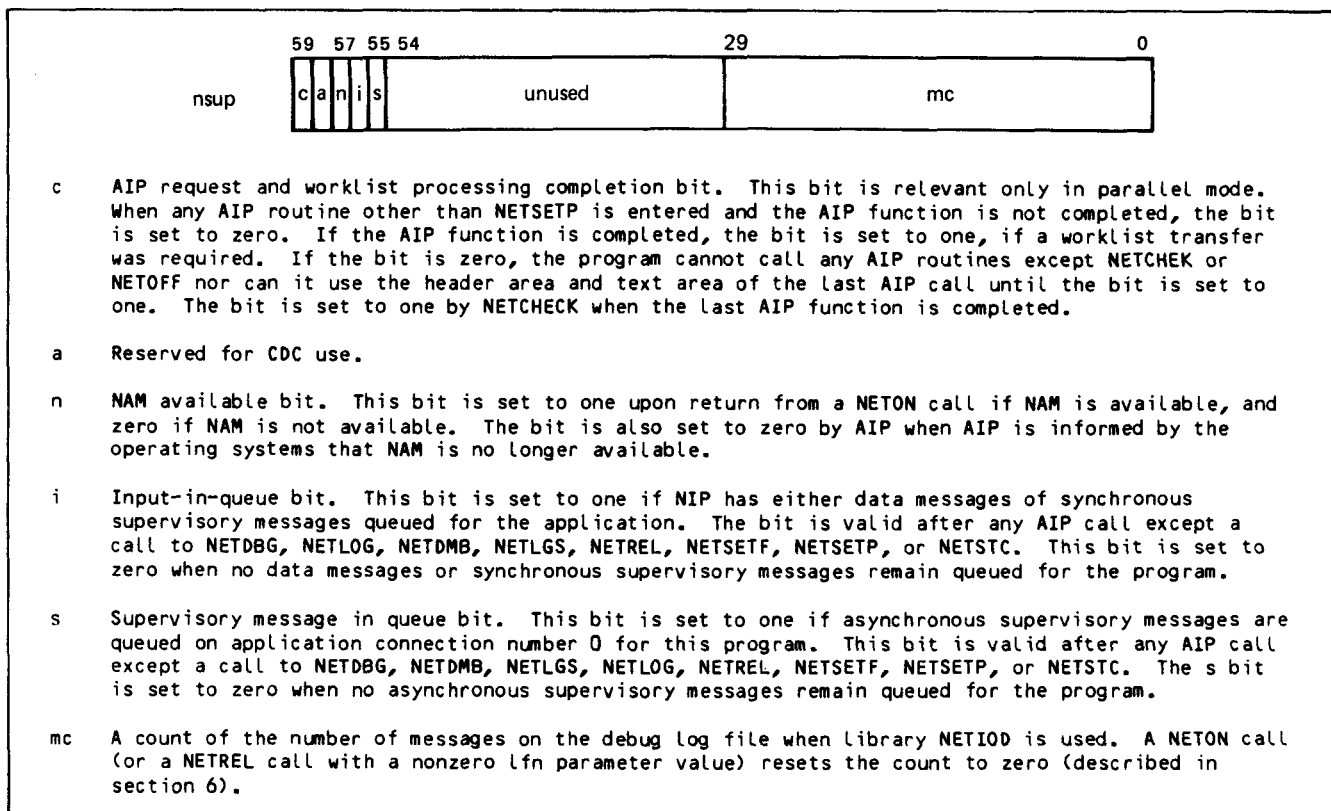 59 57 55 54 29 0
nsup c a n i s unused mc
c AIP request and worklist processing completion bit. This bit is relevant only in parallel mode.
When any AIP routine other than NETSETP is entered and the AIP function is not completed, the bit
is set to zero. If the AIP function is completed, the bit is set to one, if a worklist transfer
was required. If the bit is zero, the program cannot call any AIP routines except NETCHEK or
NETOFF nor can it use the header area and text area of the last AIP call until the bit is set to
one. The bit is set to one by NETCHECK when the last AIP function is completed.
a Reserved for CDC use.
n NAM available bit. This bit is set to one upon return from a NETON call if NAM is available, and
zero if NAM is not available. The bit is also set to zero by AIP when AIP is informed by the
operating systems that NAM is no longer available.
i Input-in-queue bit. This bit is set to one if NIP has either data messages of synchronous
supervisory messages queued for the application. The bit is valid after any AIP call except a
call to NETDBG, NETLOG, NETDMB, NETLGS, NETREL, NETSETF, NETSETP, or NETSTC. This bit is set to
zero when no data messages or synchronous supervisory messages remain queued for the program.
s Supervisory message in queue bit. This bit is set to one if asynchronous supervisory messages are
queued on application connection number 0 for this program. This bit is valid after any AIP call
except a call to NETDBG, NETDMB, NETLGS, NETLOG, NETREL, NETSETF, NETSETP, or NETSTC. The s bit
is set to zero when no asynchronous supervisory messages remain queued for the program.
mc A count of the number of messages on the debug log file when library NETIOD is used. A NETON call
(or a NETREL call with a nonzero lfn parameter value) resets the count to zero (described in
section 6).